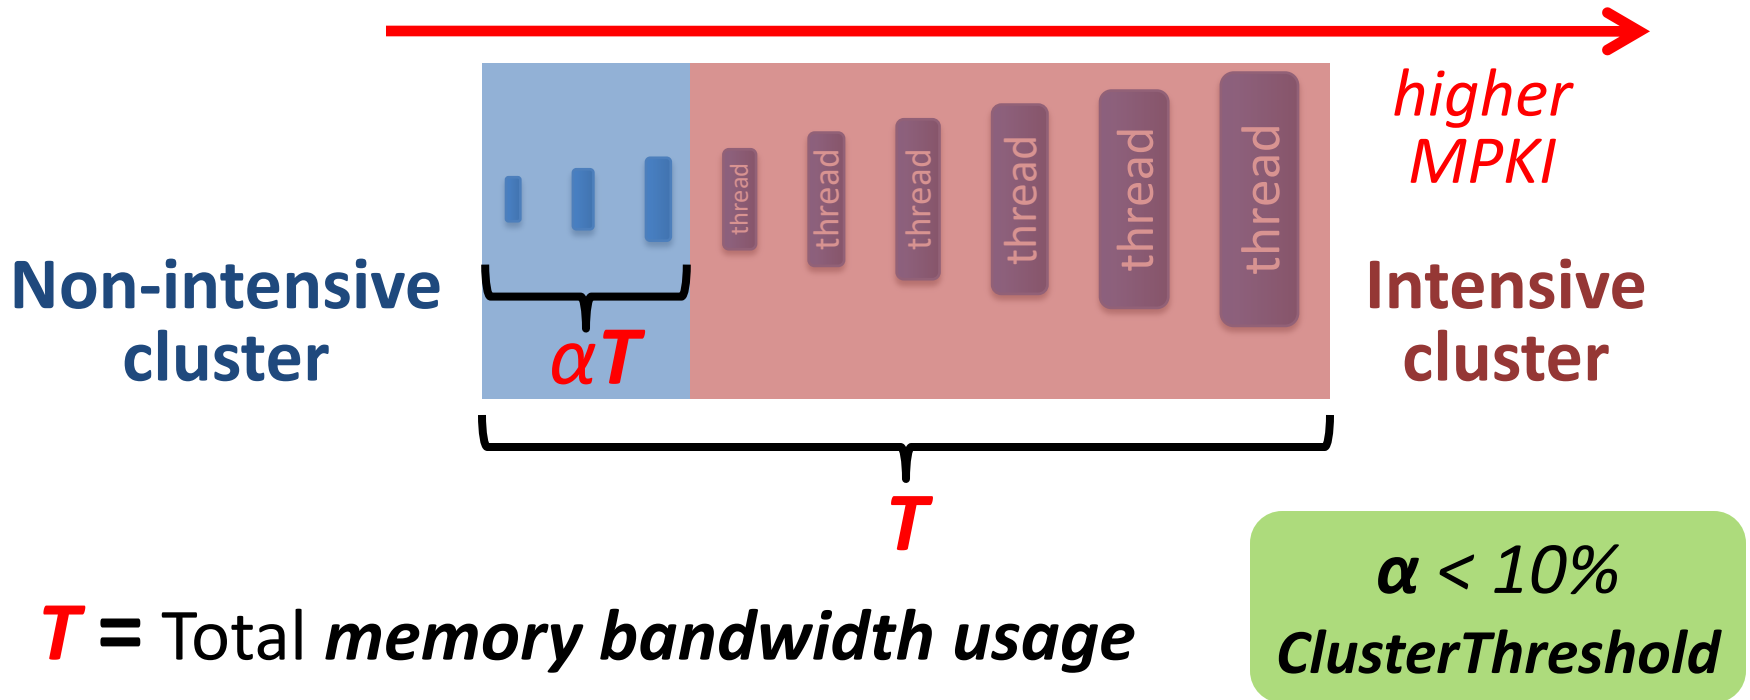 higher
MPKI
thread
thread
thread
thread
thread
thread
Non-intensive
cluster
αT
Intensive
cluster
T
T = Total memory bandwidth usage
α < 10%
ClusterThreshold